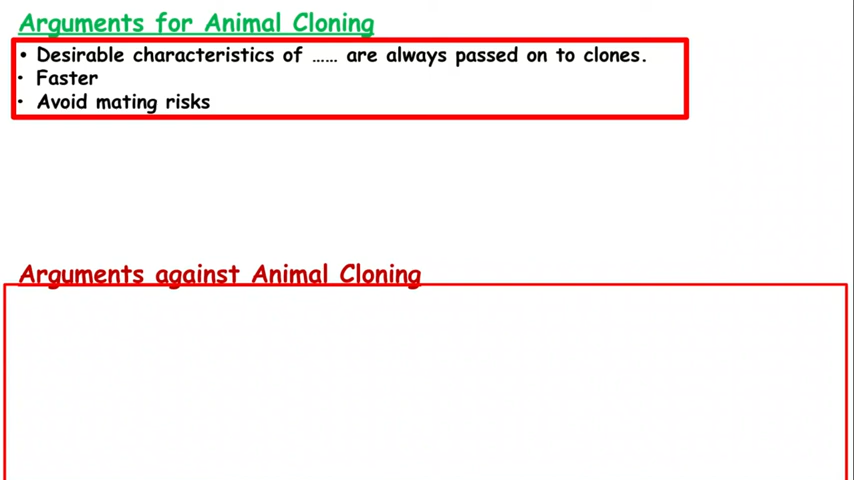 Arguments for Animal Cloning
• Desirable characteristics of …… are always passed on to clones.
• Faster
• Avoid mating risks
Arguments against Animal Cloning